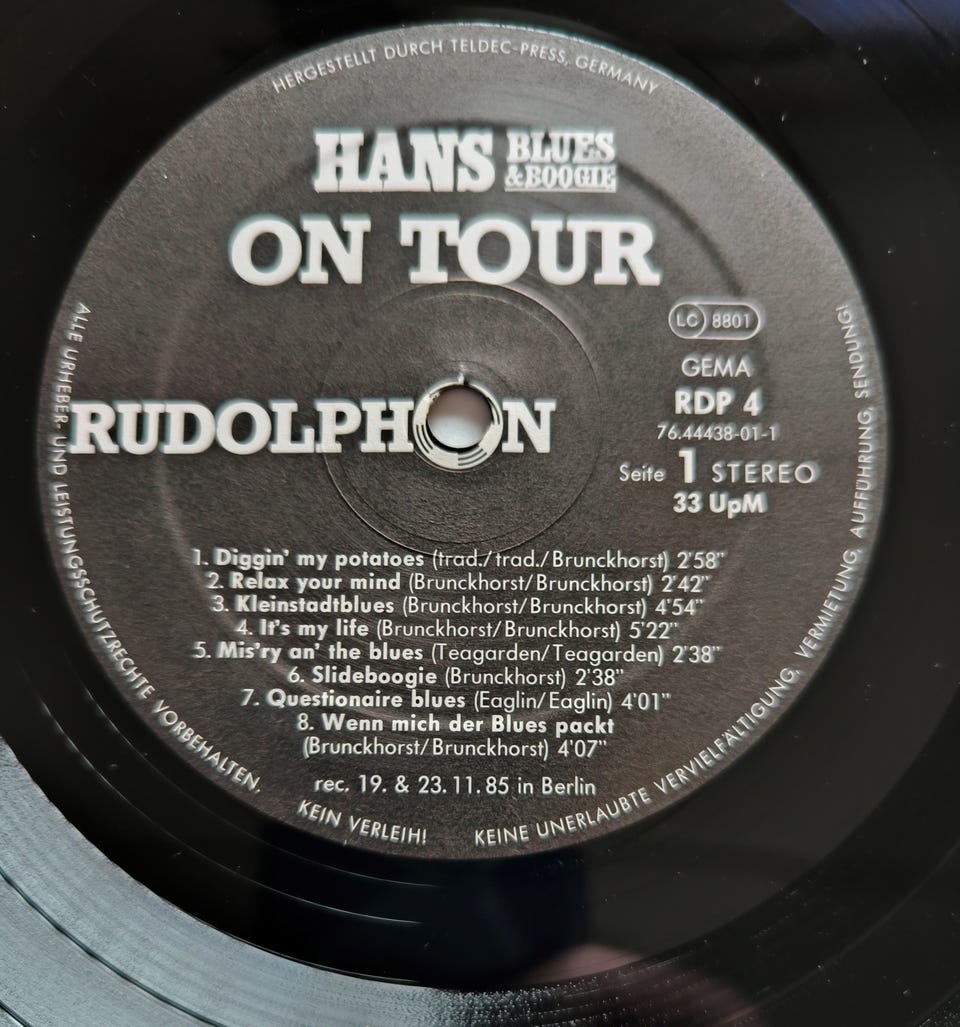 HERGESTELLT DURCH TELDEC-PRESS, GERMANY
HANS BLUES & BOOGIE
ON TOUR
LC 8801
GEMA
RUDOLPHON
RDP 4
76.44438-01-1
Seite 1 STEREO
33 UpM
1. Diggin' my potatoes (trad./trad./Brunckhorst) 2'58"
2. Relax your mind (Brunckhorst/Brunckhorst) 2'42"
3. Kleinstadtblues (Brunckhorst/Brunckhorst) 4'54"
4. It's my life (Brunckhorst/Brunckhorst) 5'22"
5. Mis'ry an' the blues (Teagarden/Teagarden) 2'38"
6. Slideboogie (Brunckhorst) 2'38"
7. Questionaire blues (Eaglin/Eaglin) 4'01"
8. Wenn mich der Blues packt
(Brunckhorst/Brunckhorst) 4'07"
rec. 19. & 23.11.85 in Berlin
ALLE URHEBER- UND LEISTUNGSSCHUTZRECHTE VORBEHALTEN.
KEIN VERLEIH!
KEINE UNERLAUBTE VERVIELFÄLTIGUNG, VERMIETUNG, AUFFÜHRUNG, SENDUNG!